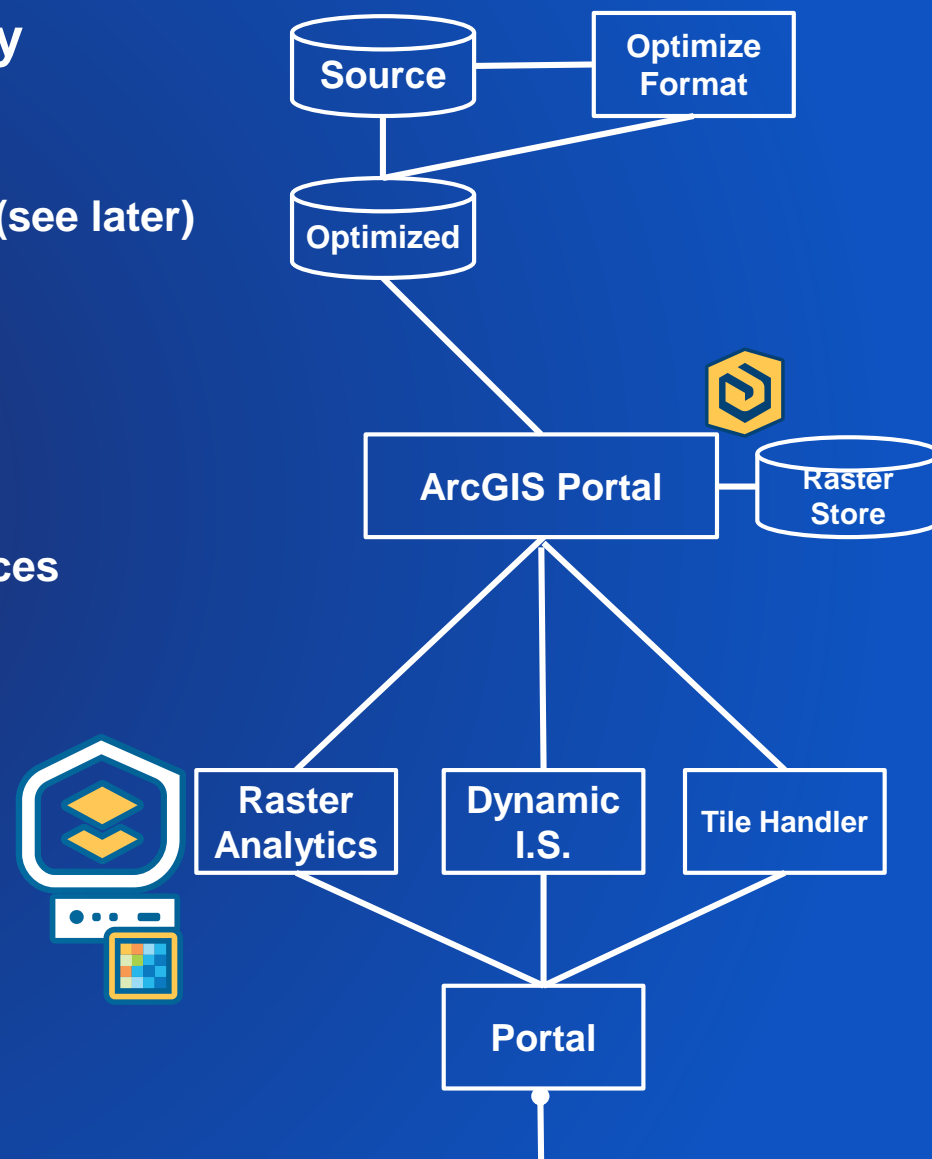 y
Source
Optimize
Format
(see later)
Optimized
ArcGIS Portal
Raster
Store
ces
Raster
Analytics
Dynamic
I.S.
Tile Handler
Portal